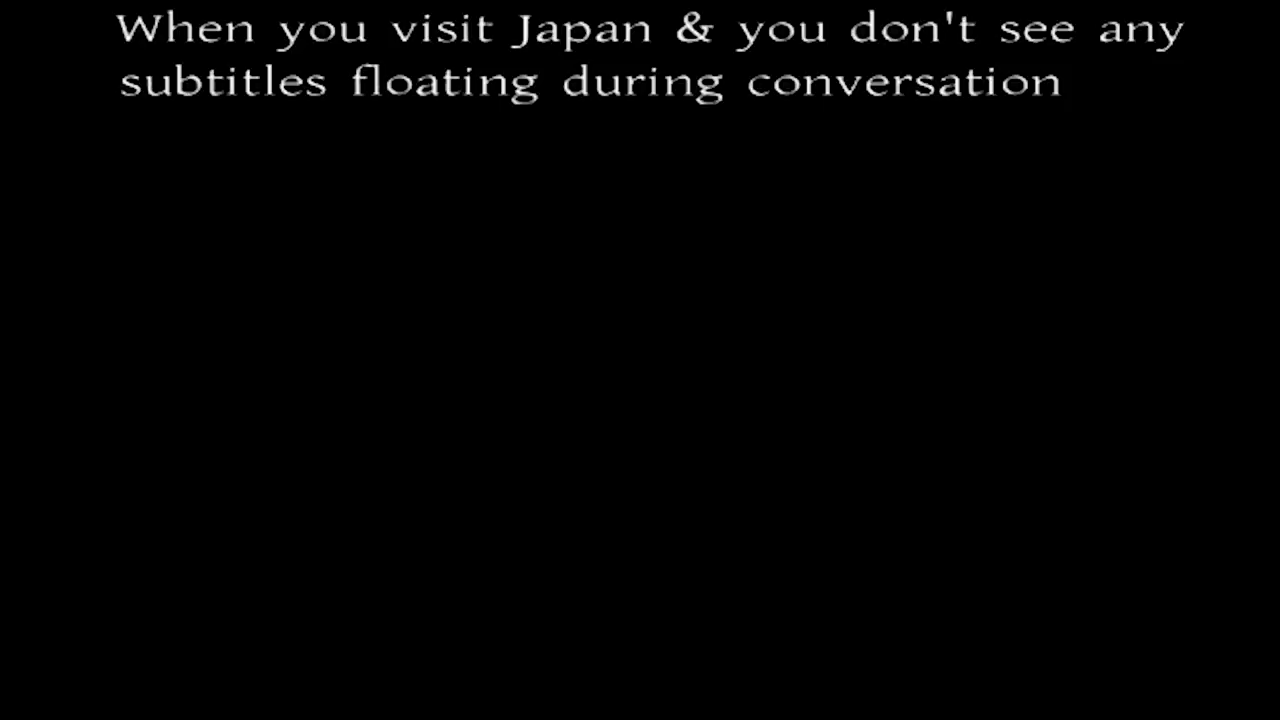 When you visit Japan & you don't see any
subtitles floating during conversation